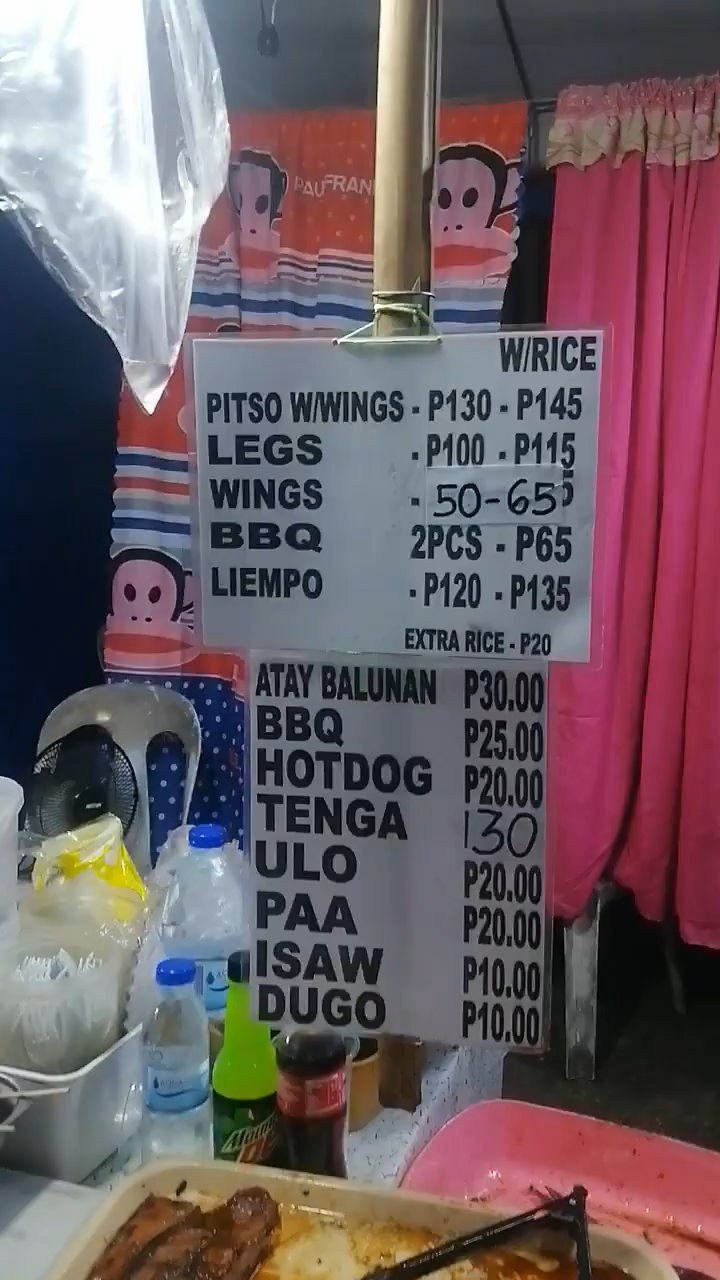 PAUL FRANK
W/RICE
PITSO W/WINGS - P130 - P145
LEGS - P100 - P115
WINGS - 50-65
BBQ 2PCS - P65
LIEMPO - P120 - P135
EXTRA RICE - P20
ATAY BALUNAN P30.00
BBQ P25.00
HOTDOG P20.00
TENGA 130
ULO P20.00
PAA P20.00
ISAW P10.00
DUGO P10.00